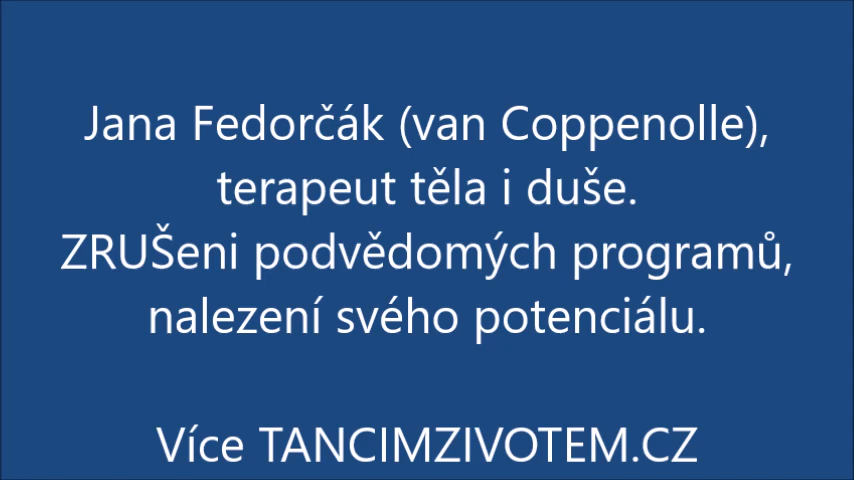 Jana Fedorčák (van Coppenolle),
terapeut těla i duše.
ZRUŠeni podvědomých programů,
nalezení svého potenciálu.
Více TANCIMZIVOTEM.CZ